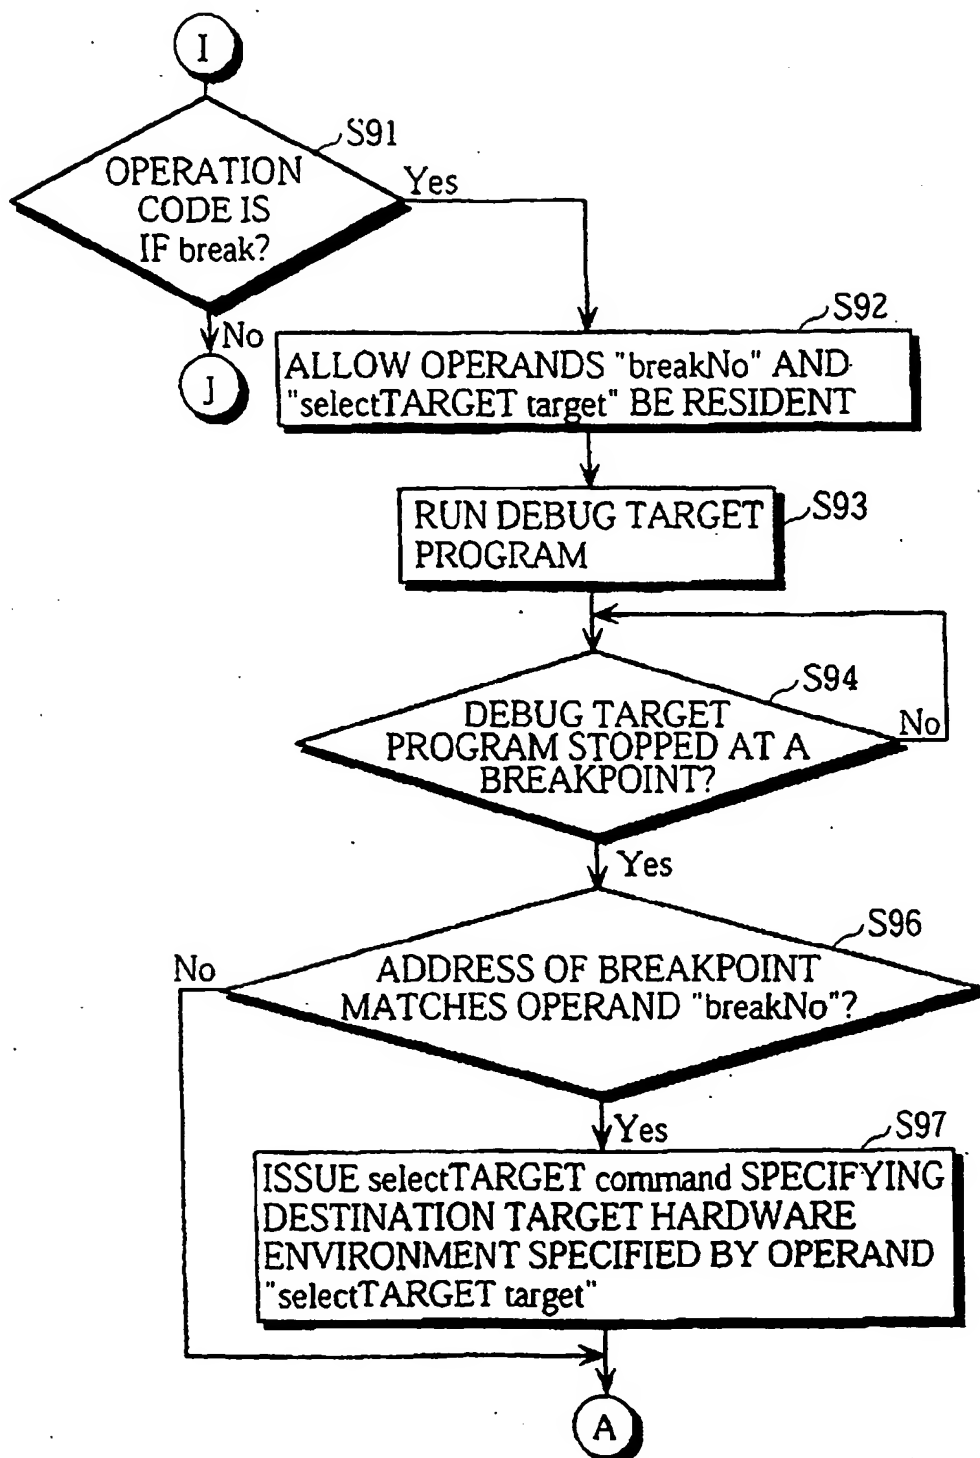 I
S91
OPERATION
CODE IS
IF break?
Yes
No
J
S92
ALLOW OPERANDS "breakNo" AND
"selectTARGET target" BE RESIDENT
S93
RUN DEBUG TARGET
PROGRAM
S94
DEBUG TARGET
PROGRAM STOPPED AT A
BREAKPOINT?
No
Yes
S96
ADDRESS OF BREAKPOINT
MATCHES OPERAND "breakNo"?
No
Yes
S97
ISSUE selectTARGET command SPECIFYING
DESTINATION TARGET HARDWARE
ENVIRONMENT SPECIFIED BY OPERAND
"selectTARGET target"
A